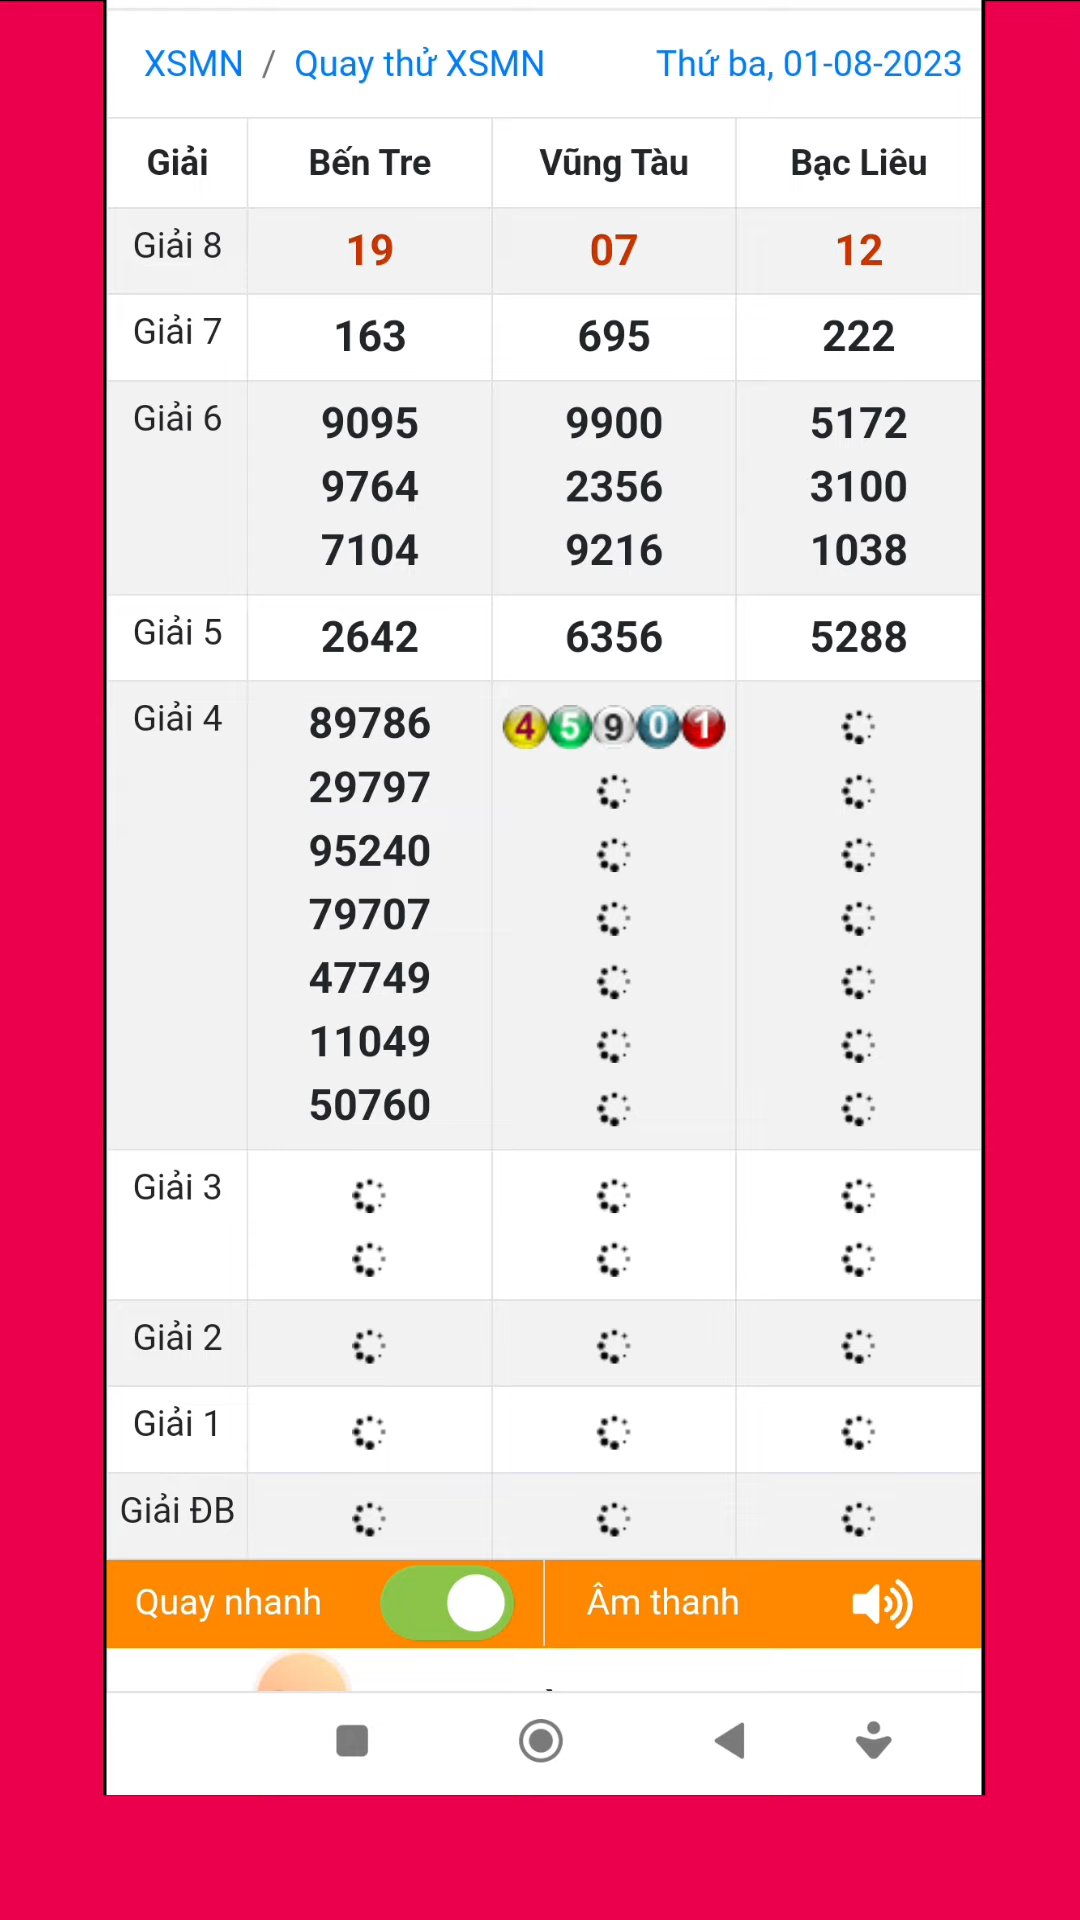 XSMN / Quay thử XSMN Thứ ba, 01-08-2023
Giải Bến Tre Vũng Tàu Bạc Liêu
Giải 8 19 07 12
Giải 7 163 695 222
Giải 6 9095 9900 5172
9764 2356 3100
7104 9216 1038
Giải 5 2642 6356 5288
Giải 4 89786 45901
29797
95240
79707
47749
11049
50760
Giải 3
Giải 2
Giải 1
Giải ĐB
Quay nhanh Âm thanh